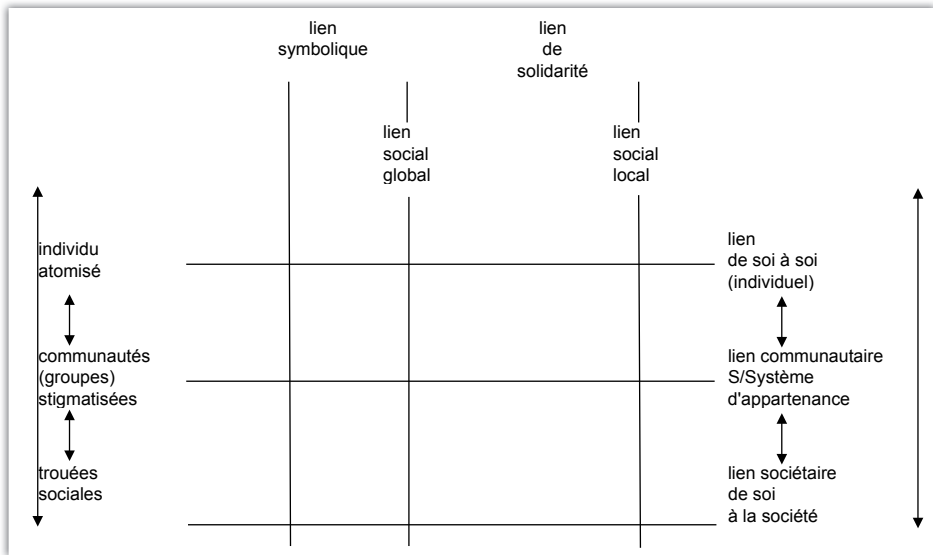 lien
symbolique
lien
de
solidarité
lien
social
global
lien
social
local
individu
atomisé
lien
de soi à soi
(individuel)
communautés
(groupes)
stigmatisées
lien communautaire
S/Système
d'appartenance
trouées
sociales
lien sociétaire
de soi
à la société